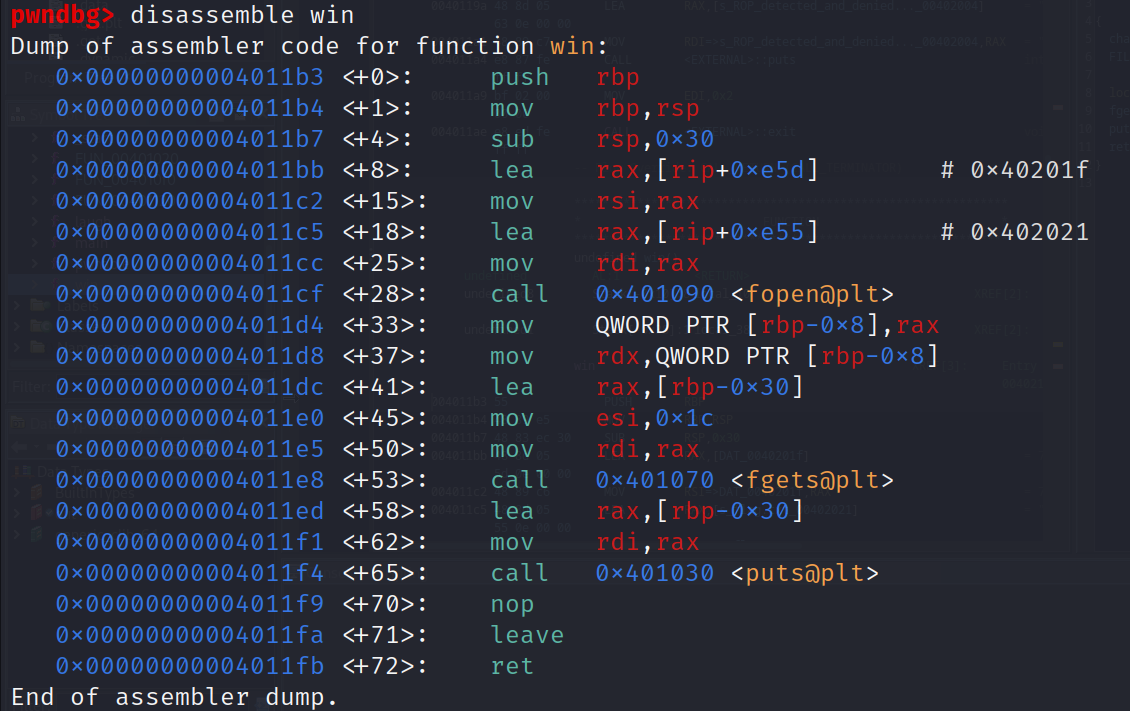 pwndbg> disassemble win
Dump of assembler code for function win:
0x00000000004011b3 <+0>: push rbp
0x00000000004011b4 <+1>: mov rbp,rsp
0x00000000004011b7 <+4>: sub rsp,0x30
0x00000000004011bb <+8>: lea rax,[rip+0xe5d] # 0x40201f
0x00000000004011c2 <+15>: mov rsi,rax
0x00000000004011c5 <+18>: lea rax,[rip+0xe55] # 0x402021
0x00000000004011cc <+25>: mov rdi,rax
0x00000000004011cf <+28>: call 0x401090 <fopen@plt>
0x00000000004011d4 <+33>: mov QWORD PTR [rbp-0x8],rax
0x00000000004011d8 <+37>: mov rdx,QWORD PTR [rbp-0x8]
0x00000000004011dc <+41>: lea rax,[rbp-0x30]
0x00000000004011e0 <+45>: mov esi,0x1c
0x00000000004011e5 <+50>: mov rdi,rax
0x00000000004011e8 <+53>: call 0x401070 <fgets@plt>
0x00000000004011ed <+58>: lea rax,[rbp-0x30]
0x00000000004011f1 <+62>: mov rdi,rax
0x00000000004011f4 <+65>: call 0x401030 <puts@plt>
0x00000000004011f9 <+70>: nop
0x00000000004011fa <+71>: leave
0x00000000004011fb <+72>: ret
End of assembler dump.